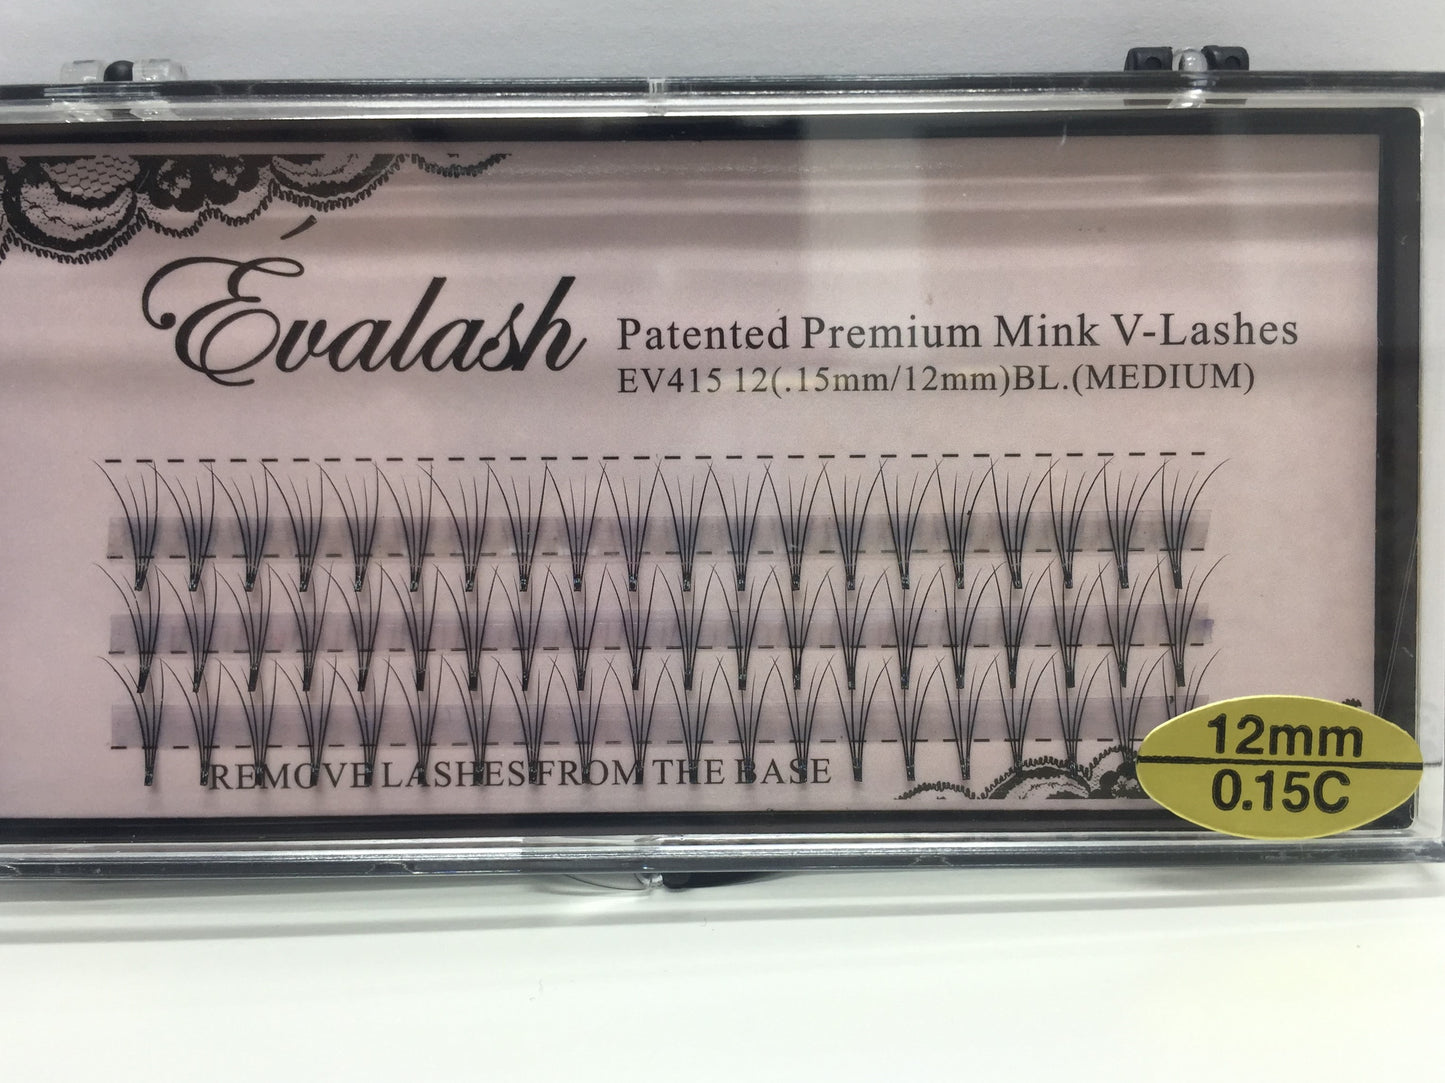 Évalash
Patented Premium Mink V-Lashes
EV415 12(.15mm/12mm)BL.(MEDIUM)
REMOVE LASHES FROM THE BASE
12mm
0.15C